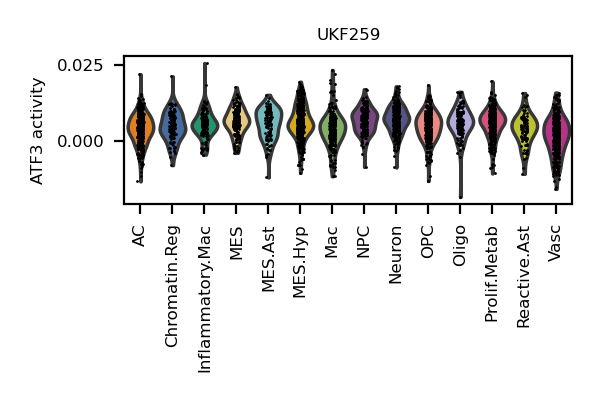 UKF259
ATF3 activity
0.025
0.000
AC
Chromatin.Reg
Inflammatory.Mac
MES
MES.Ast
MES.Hyp
Mac
NPC
Neuron
OPC
Oligo
Prolif.Metab
Reactive.Ast
Vasc